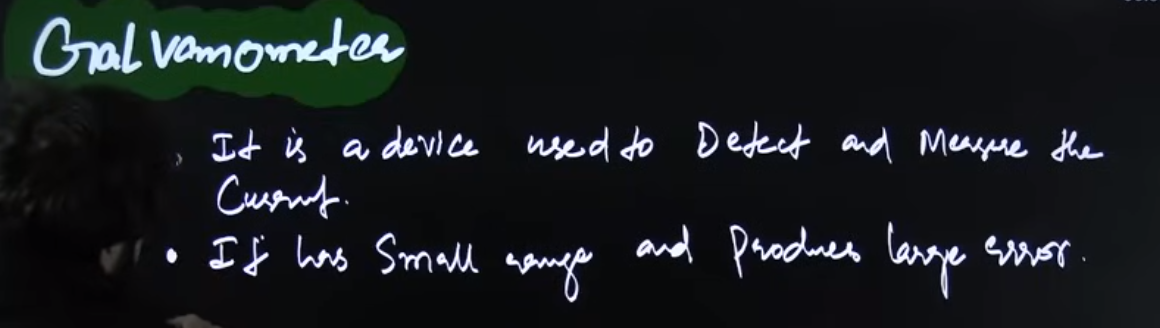 Galvanometer
It is a device used to Detect and Measure the
Current.
• It has Small range and Produces large error.